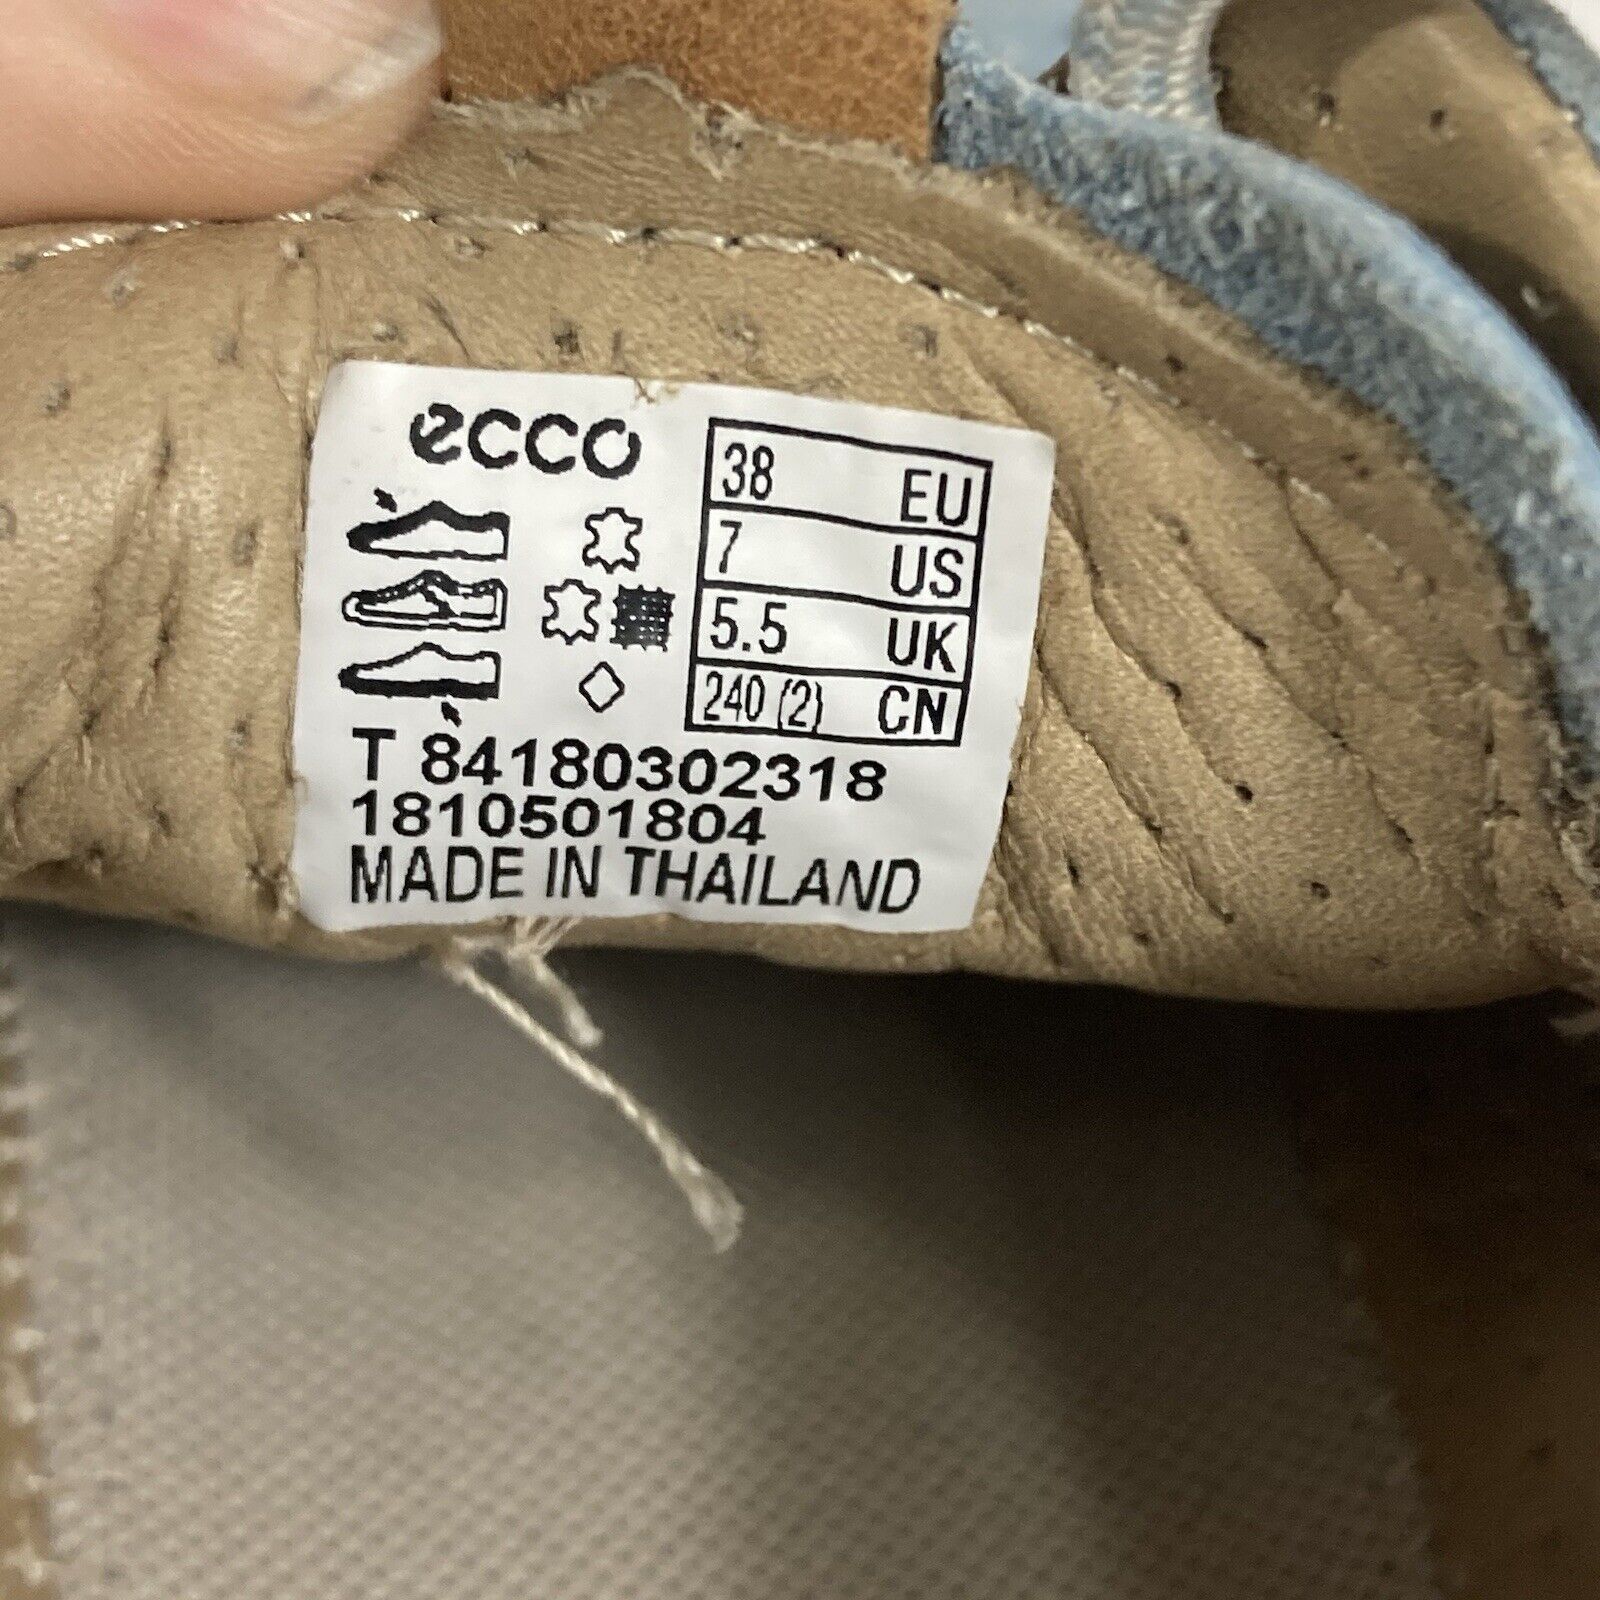 ecco
38 EU
7 US
5.5 UK
240 (2) CN
T 84180302318
1810501804
MADE IN THAILAND